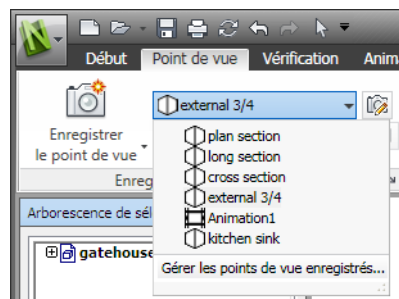 Début Point de vue Vérification Anima
external 3/4
Enregistrer
le point de vue
plan section
long section
cross section
external 3/4
Animation1
kitchen sink
Gérer les points de vue enregistrés...
Enreg
Arborescence de sél
gatehouse